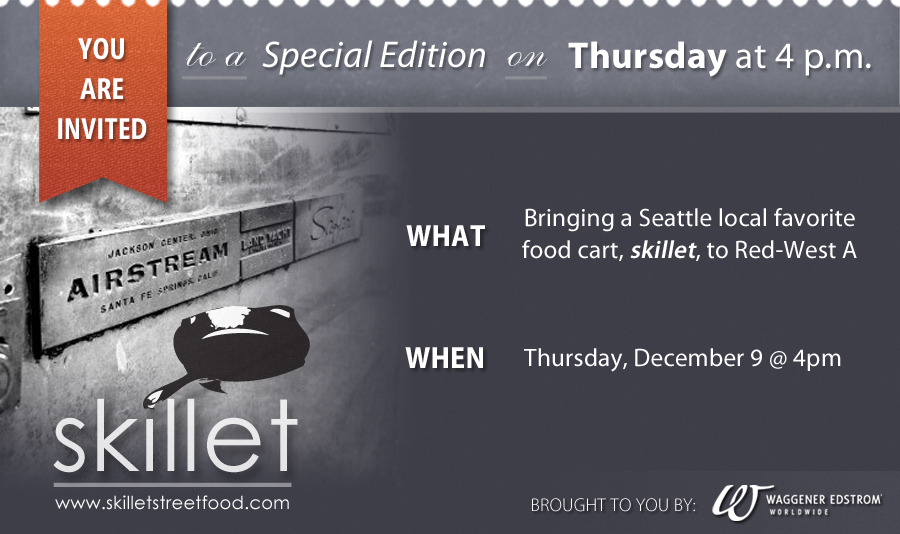 YOU
ARE
INVITED
to a Special Edition on Thursday at 4 p.m.
JACKSON CENTER, OHIO
AIRSTREAM
SANTA FE SPRINGS, CALIF.
LAND YACHT
WHAT
Bringing a Seattle local favorite
food cart, skillet, to Red-West A
WHEN
Thursday, December 9 @ 4pm
skillet
www.skilletstreetfood.com
BROUGHT TO YOU BY:
WAGGENER EDSTROM
WORLDWIDE